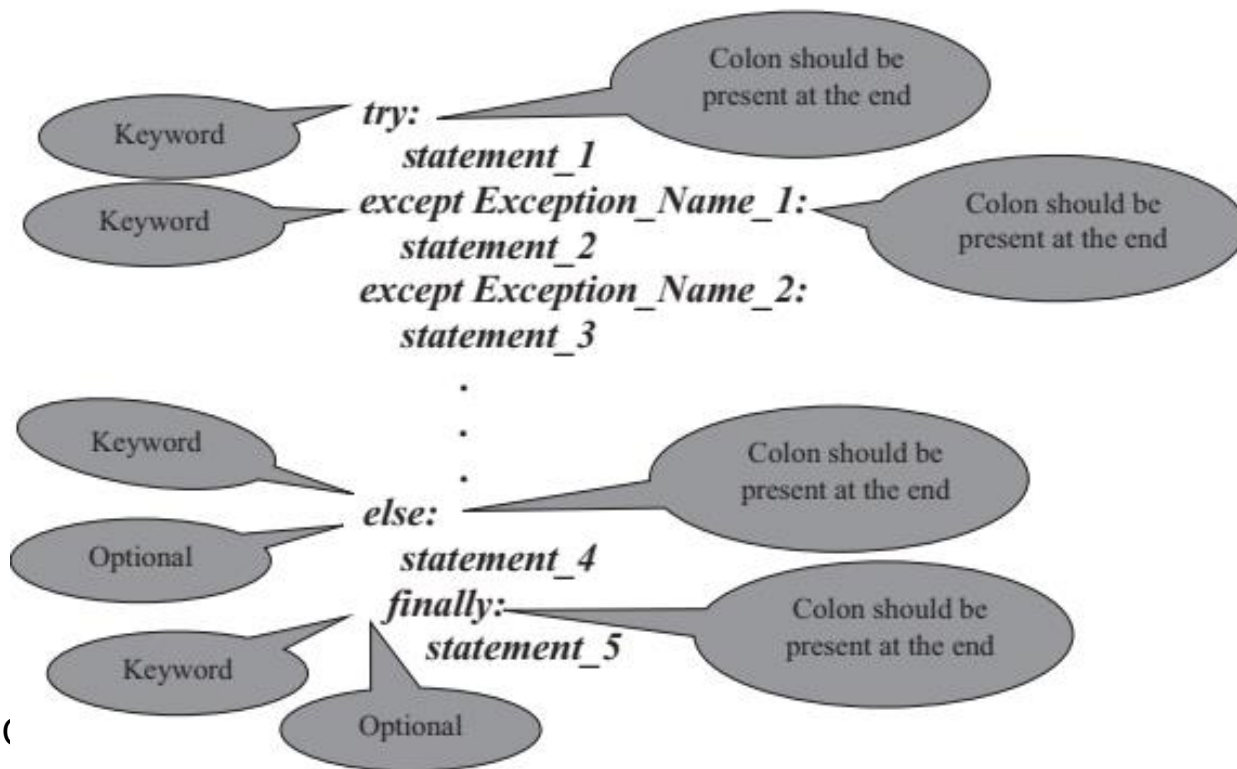 Colon should be
present at the end
Keyword
try:
statement_1
Keyword
except Exception_Name_1:
Colon should be
present at the end
statement_2
except Exception_Name_2:
statement_3
.
.
.
Keyword
Colon should be
present at the end
else:
Optional
statement_4
finally:
Colon should be
present at the end
statement_5
Keyword
Optional